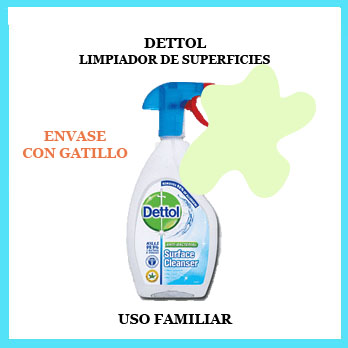 DETTOL
LIMPIADOR DE SUPERFICIES
ENVASE
CON GATILLO
Dettol
Surface
Cleanser
USO FAMILIAR